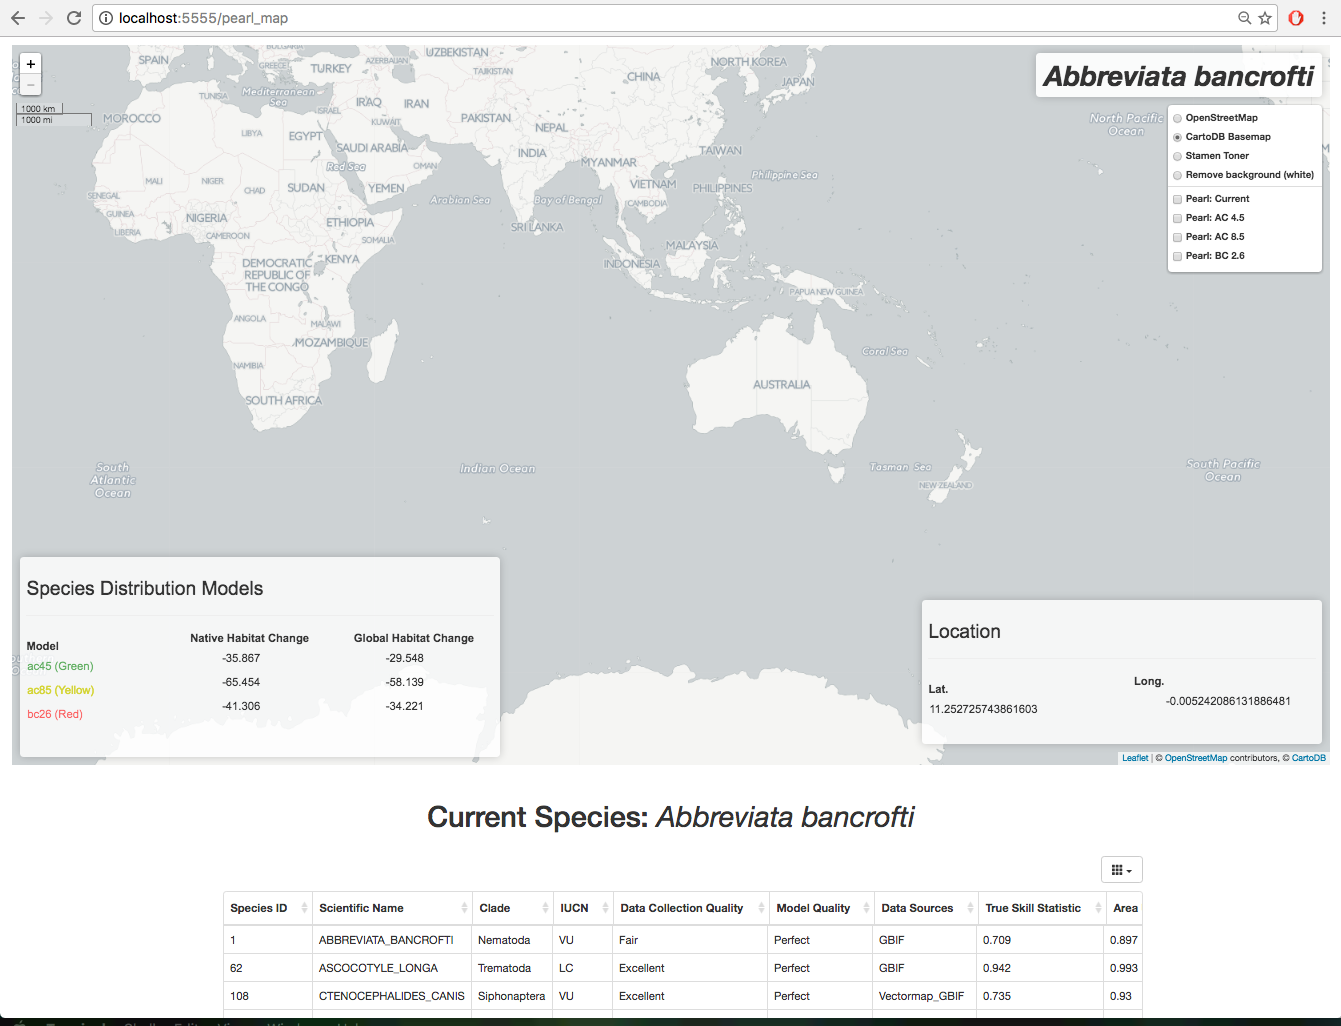 localhost:5555/pearl_map
+
−
1000 km
1000 mi
SPAIN
BULGARIA
GREECE
TURKEY
AZERBAIJAN
UZBEKISTAN
TAJIKISTAN
CHINA
NORTH KOREA
JAPAN
Abbreviata bancrofti
TUNISIA
Mediterranean
Sea
ISRAEL
IRAQ
IRAN
KUWAIT
PAKISTAN
NEPAL
MOROCCO
LIBYA
EGYPT
SAUDI ARABIA
Red Sea
OMAN
INDIA
MYANMAR
TAIWAN
North Pacific
Ocean
OpenStreetMap
CartoDB Basemap
Stamen Toner
Remove background (white)
Pearl: Current
Pearl: AC 4.5
Pearl: AC 8.5
Pearl: BC 2.6
MALI
NIGER
CHAD
SUDAN
YEMEN
VIETNAM
PHILIPPINES
Philippine Sea
SENEGAL
GUINEA
LIBERIA
NIGERIA
CAMEROON
ETHIOPIA
SOMALIA
Arabian Sea
Bay of Bengal
CAMBODIA
SRI LANKA
MALAYSIA
DEMOCRATIC
REPUBLIC OF
THE CONGO
KENYA
INDONESIA
PAPUA NEW GUINEA
ANGOLA
MALAWI
MOZAMBIQUE
NAMIBIA
SOUTH AFRICA
Coral Sea
AUSTRALIA
South
Atlantic
Ocean
Indian Ocean
Tasman Sea
NEW ZEALAND
South Pacific
Ocean
Species Distribution Models
Model Native Habitat Change Global Habitat Change
ac45 (Green) -35.867 -29.548
ac85 (Yellow) -65.454 -58.139
bc26 (Red) -41.306 -34.221
Location
Lat. Long.
11.252725743861603 -0.005242086131886481
Leaflet | © OpenStreetMap contributors, © CartoDB
Current Species: Abbreviata bancrofti
Species ID Scientific Name Clade IUCN Data Collection Quality Model Quality Data Sources True Skill Statistic Area
1 ABBREVIATA_BANCROFTI Nematoda VU Fair Perfect GBIF 0.709 0.897
62 ASCOCOTYLE_LONGA Trematoda LC Excellent Perfect GBIF 0.942 0.993
108 CTENOCEPHALIDES_CANIS Siphonaptera VU Excellent Perfect Vectormap_GBIF 0.735 0.93